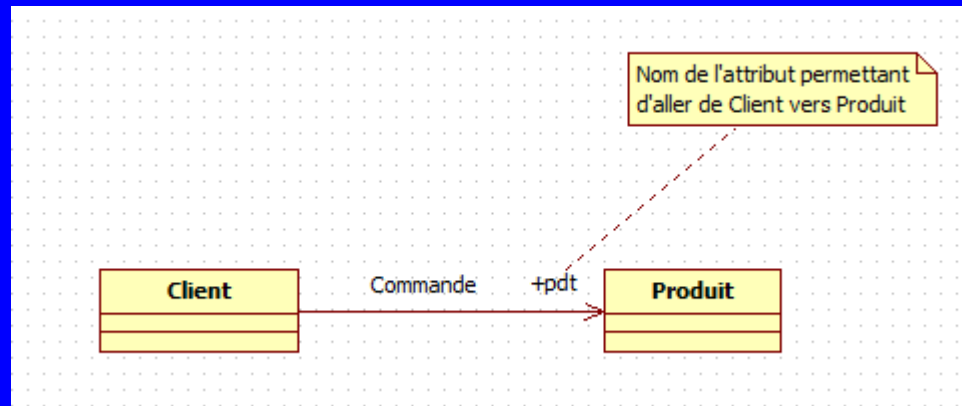 Nom de l'attribut permettant
d'aller de Client vers Produit
Client
Commande
+pdt
Produit